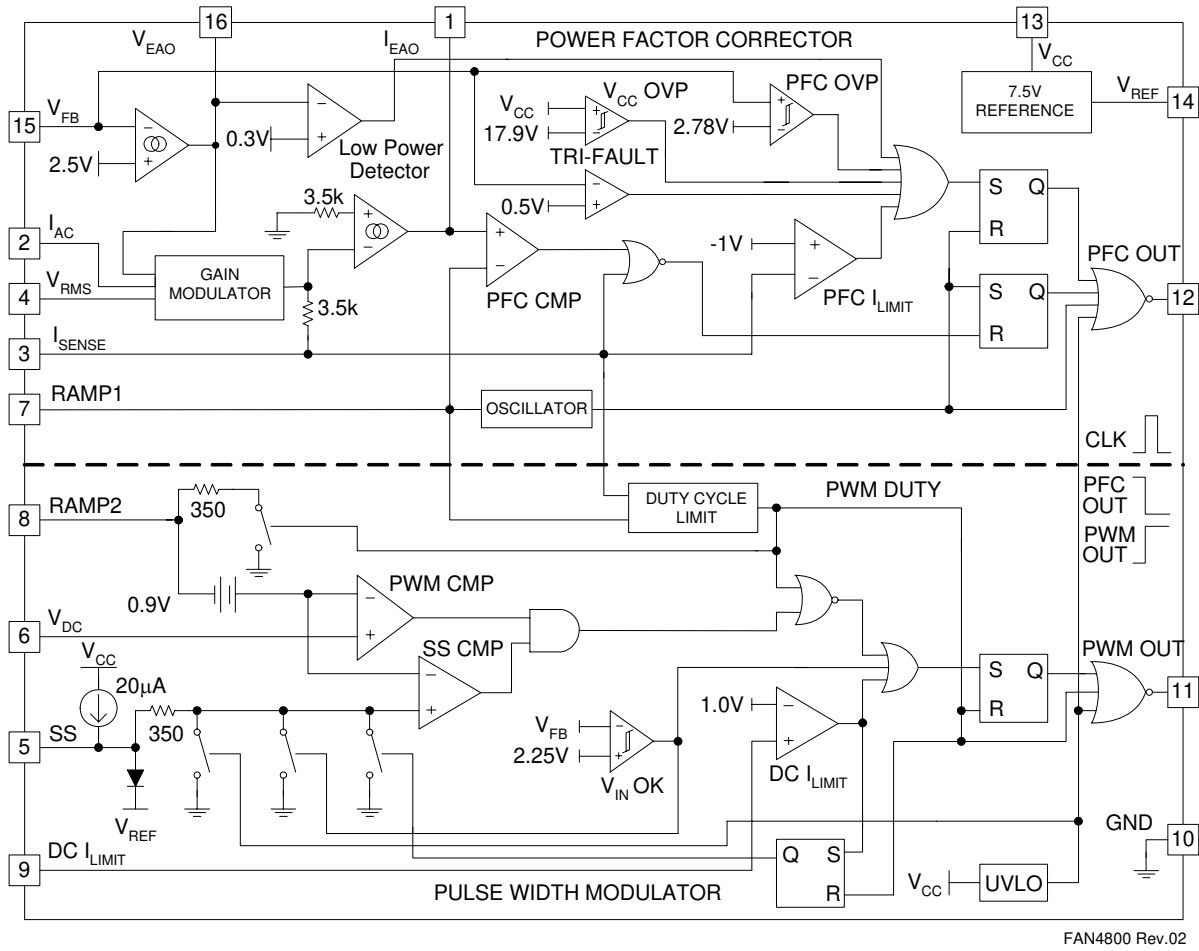 16
1
13
V_EAO
I_EAO
POWER FACTOR CORRECTOR
V_CC
15
V_FB
2.5V
0.3V
Low Power
Detector
V_CC
17.9V
V_CC OVP
TRI-FAULT
0.5V
2.78V
PFC OVP
7.5V
REFERENCE
V_REF
14
2
I_AC
4
V_RMS
GAIN
MODULATOR
3.5k
3.5k
3
I_SENSE
PFC CMP
-1V
PFC I_LIMIT
S
Q
R
S
Q
R
PFC OUT
12
7
RAMP1
OSCILLATOR
CLK
8
RAMP2
350
DUTY CYCLE
LIMIT
PWM DUTY
PFC
OUT
PWM
OUT
0.9V
PWM CMP
6
V_DC
SS CMP
V_CC
20μA
5
SS
350
V_REF
V_FB
2.25V
V_IN OK
1.0V
DC I_LIMIT
S
Q
R
PWM OUT
11
9
DC I_LIMIT
Q
S
R
PULSE WIDTH MODULATOR
V_CC
UVLO
GND
10
FAN4800 Rev.02